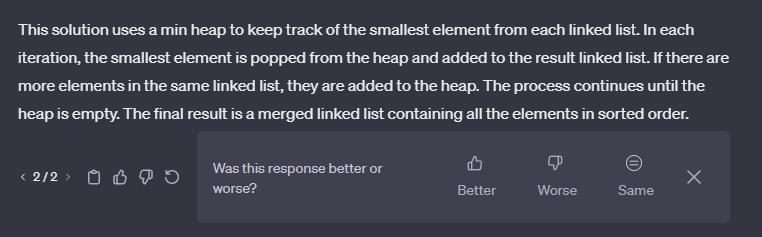 This solution uses a min heap to keep track of the smallest element from each linked list. In each
iteration, the smallest element is popped from the heap and added to the result linked list. If there are
more elements in the same linked list, they are added to the heap. The process continues until the
heap is empty. The final result is a merged linked list containing all the elements in sorted order.
< 2 / 2 >
Was this response better or
worse?
Better Worse Same